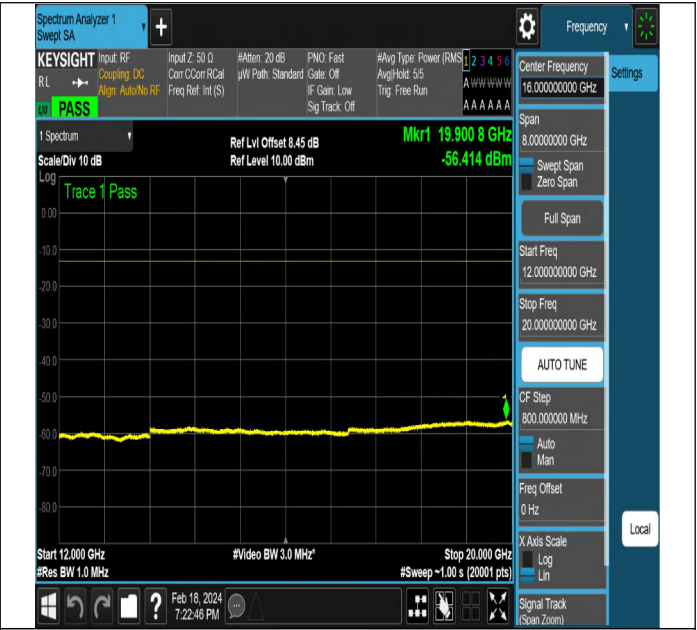 Spectrum Analyzer 1
Swept SA
+
Frequency
KEYSIGHT
Input: RF
Coupling: DC
Align: Auto/No RF
RL
PASS
Input Z: 50 Ω
Corr CCorr RCal
Freq Ref: Int (S)
#Atten: 20 dB
µW Path: Standard
PNO: Fast
Gate: Off
IF Gain: Low
Sig Track: Off
#Avg Type: Power (RMS
Avg|Hold: 5/5
Trig: Free Run
1 2 3 4 5 6
A W W W W W
A A A A A A
1 Spectrum
Scale/Div 10 dB
Ref Lvl Offset 8.45 dB
Ref Level 10.00 dBm
Mkr1 19.900 8 GHz
-56.414 dBm
Log
Trace 1 Pass
0.00
-10.0
-20.0
-30.0
-40.0
-50.0
-60.0
-70.0
-80.0
1
Start 12.000 GHz
#Res BW 1.0 MHz
#Video BW 3.0 MHz*
Stop 20.000 GHz
#Sweep ~1.00 s (20001 pts)
Center Frequency
16.000000000 GHz
Span
8.00000000 GHz
Swept Span
Zero Span
Full Span
Start Freq
12.000000000 GHz
Stop Freq
20.000000000 GHz
AUTO TUNE
CF Step
800.000000 MHz
Auto
Man
Freq Offset
0 Hz
X Axis Scale
Log
Lin
Signal Track
(Span Zoom)
Settings
Local
?
Feb 18, 2024
7:22:46 PM